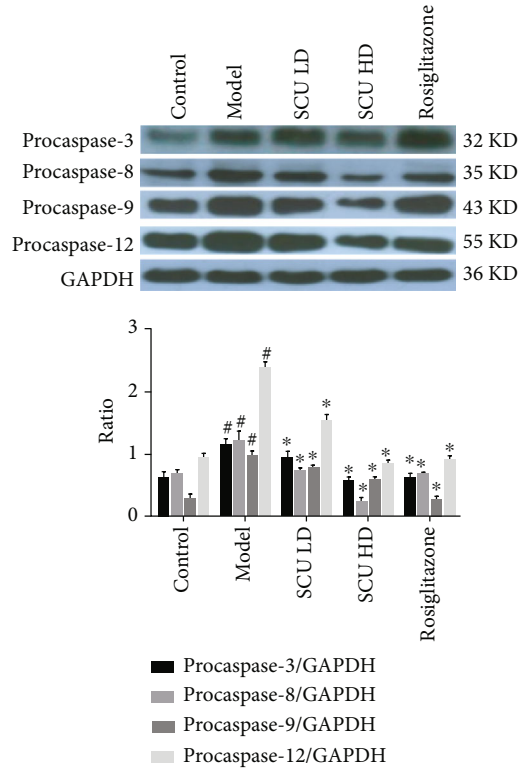 Control
Model
SCU LD
SCU HD
Rosiglitazone
Procaspase-3 32 KD
Procaspase-8 35 KD
Procaspase-9 43 KD
Procaspase-12 55 KD
GAPDH 36 KD
3
2
1
0
Ratio
# # # #
* * * *
* * * *
* * * *
Control
Model
SCU LD
SCU HD
Rosiglitazone
Procaspase-3/GAPDH
Procaspase-8/GAPDH
Procaspase-9/GAPDH
Procaspase-12/GAPDH